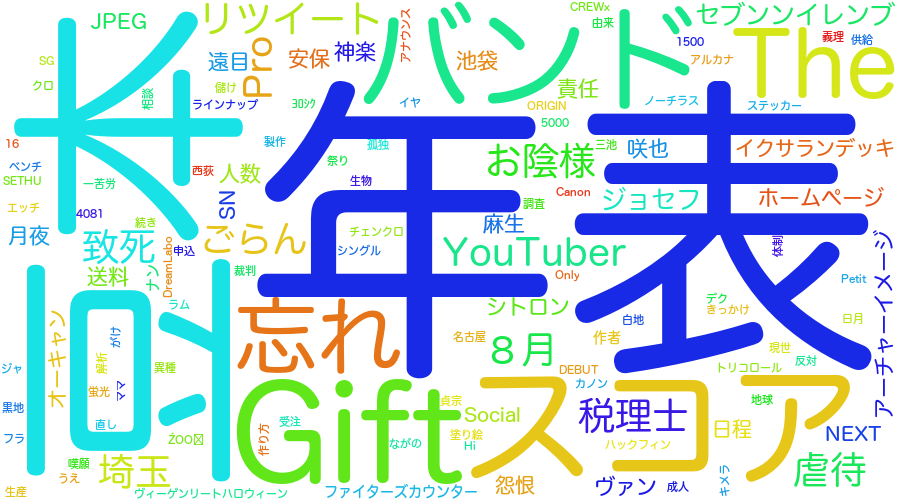 JPEG
リツイート
バンド
CREWx
由来
セブンンイレンブ
The
義理
供給
1500
アルカナ
アナウンス
SG
クロ
遠目
Pro
安保
神楽
池袋
責任
相談
儲け
ラインナップ
ﾖﾛｼｸ
イヤ
ORIGIN
5000
ノーチラス
ステッカー
豆本
16
ベンチ
SETHU
エッチ
一苦労
4081
西荻
人数
SN
製作
祭り
孤独
生物
年表
お陰様
三池
咲也
イクサランデッキ
Canon
ジョセフ
ホームページ
月夜
続き
致死
申込
ごらん
麻生
調査
チェンクロ
シングル
YouTuber
体制
送料
ナン
DreamLabo
裁判
Only
Petit
アーチャーイメージ
オーキャン
ラム
忘れ
シトロン
デク
きっかけ
白地
日月
名古屋
8月
作者
現世
反対
ジャ
解析
がけ
異種
DEBUT
カノン
トリコロール
黒地
蛍光
ママ
Gift
貞宗
スコア
地球
フラ
直し
作り方
受注
Social
税理士
日程
NEXT
ながの
塗り絵
Hi
ハックフィン
嘆願
うえ
埼玉
怨恨
ヴァン
成人
キメラ
虐待
生産
ヴィーゲンリートハロウィーン
ファイターズカウンター